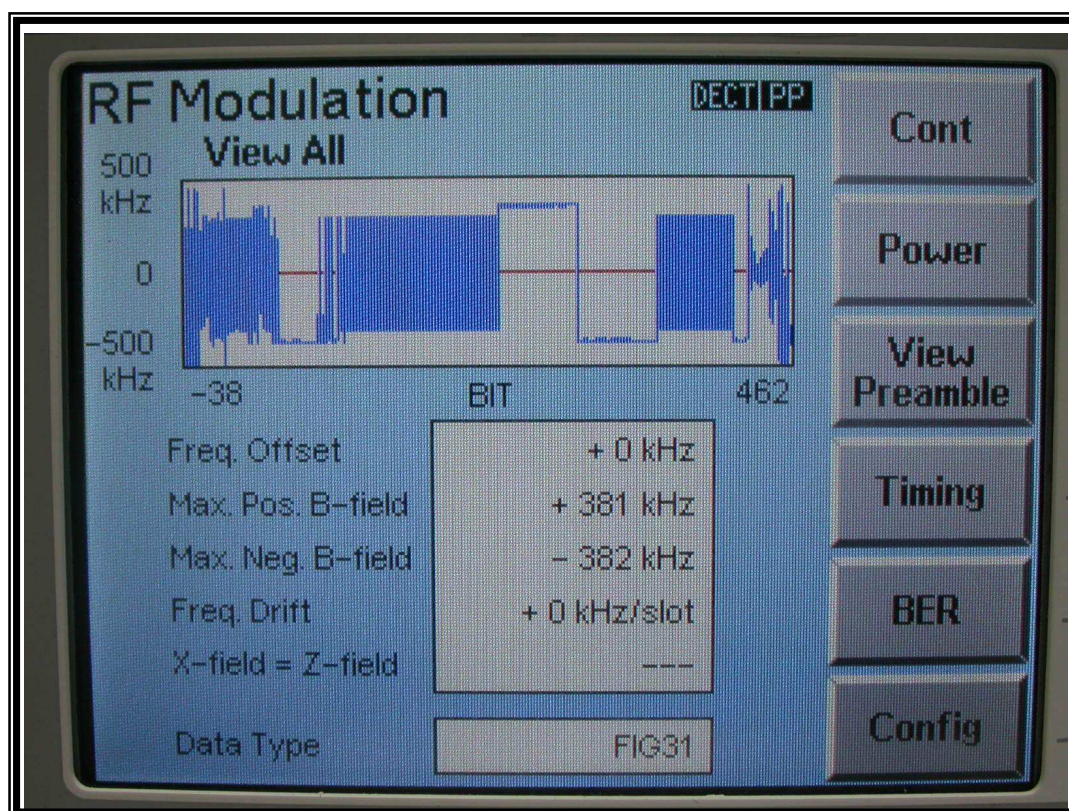 RF Modulation DECT PP
View All
500
kHz
0
-500
kHz
-38 BIT 462
Freq. Offset + 0 kHz
Max. Pos. B-field + 381 kHz
Max. Neg. B-field - 382 kHz
Freq. Drift + 0 kHz/slot
X-field = Z-field ---
Data Type FIG31
Cont
Power
View
Preamble
Timing
BER
Config